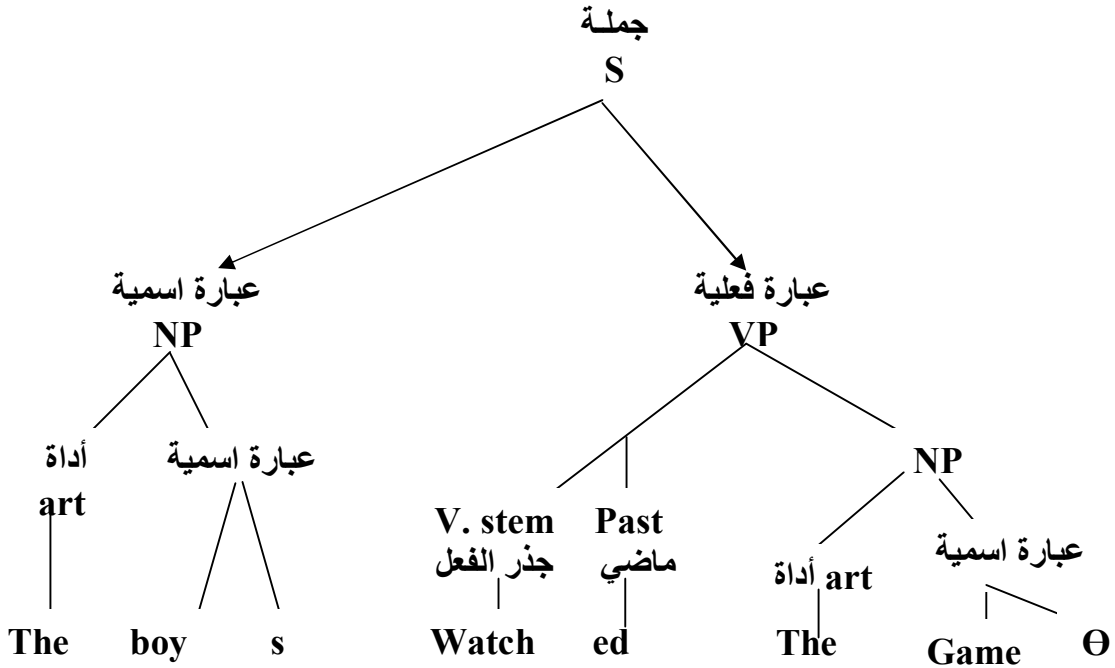 جملـة
S
عبارة اسمية
عبارة فعلية
NP
VP
أداة
عبارة اسمية
NP
art
V. stem
Past
عبارة اسمية
جذر الفعل
ماضي
أداة art
The boy s Watch ed The Game Ɵ